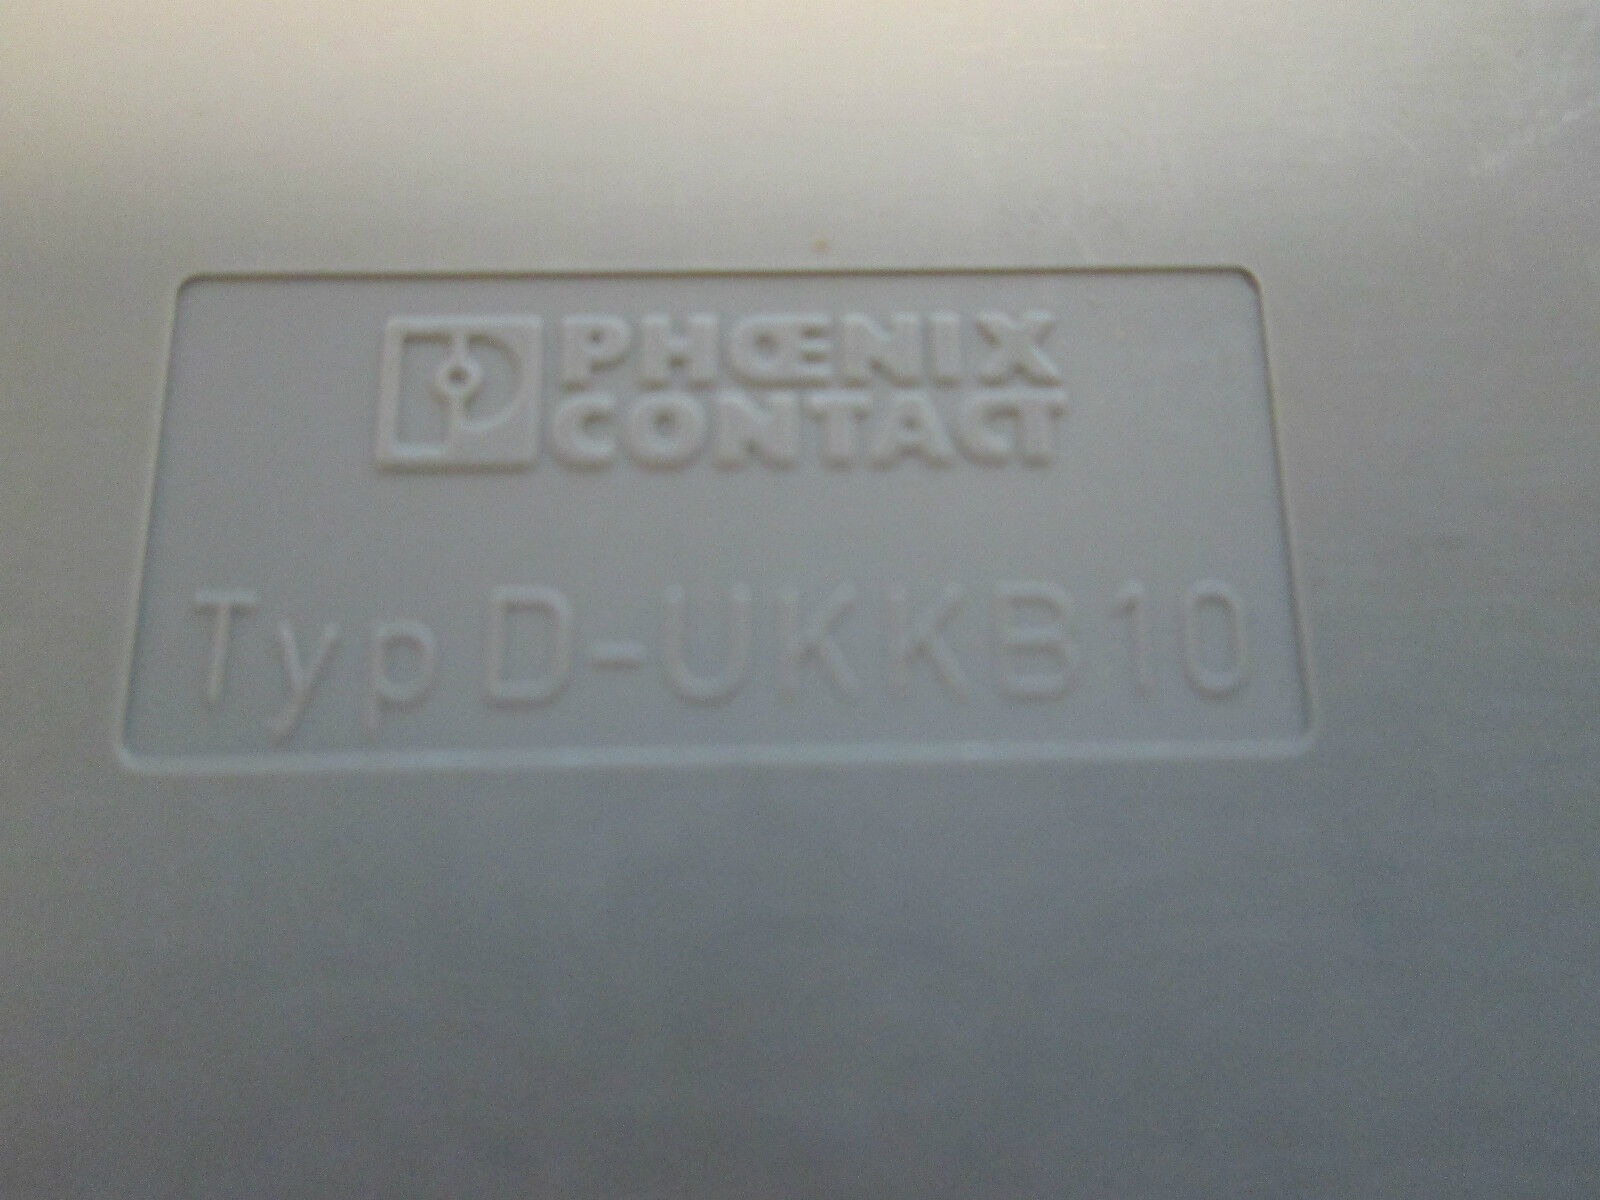 PHŒNIX
CONTACT
Typ D-UKKB10